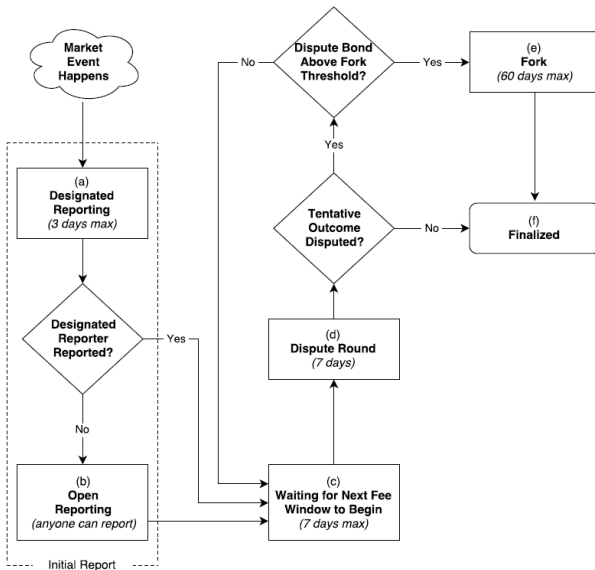 Market
Event
Happens
(a)
Designated
Reporting
(3 days max)
Designated
Reporter
Reported?
Yes
No
(b)
Open
Reporting
(anyone can report)
Initial Report
(c)
Waiting for Next Fee
Window to Begin
(7 days max)
(d)
Dispute Round
(7 days)
Tentative
Outcome
Disputed?
No
Yes
Dispute Bond
Above Fork
Threshold?
No
Yes
(e)
Fork
(60 days max)
(f)
Finalized